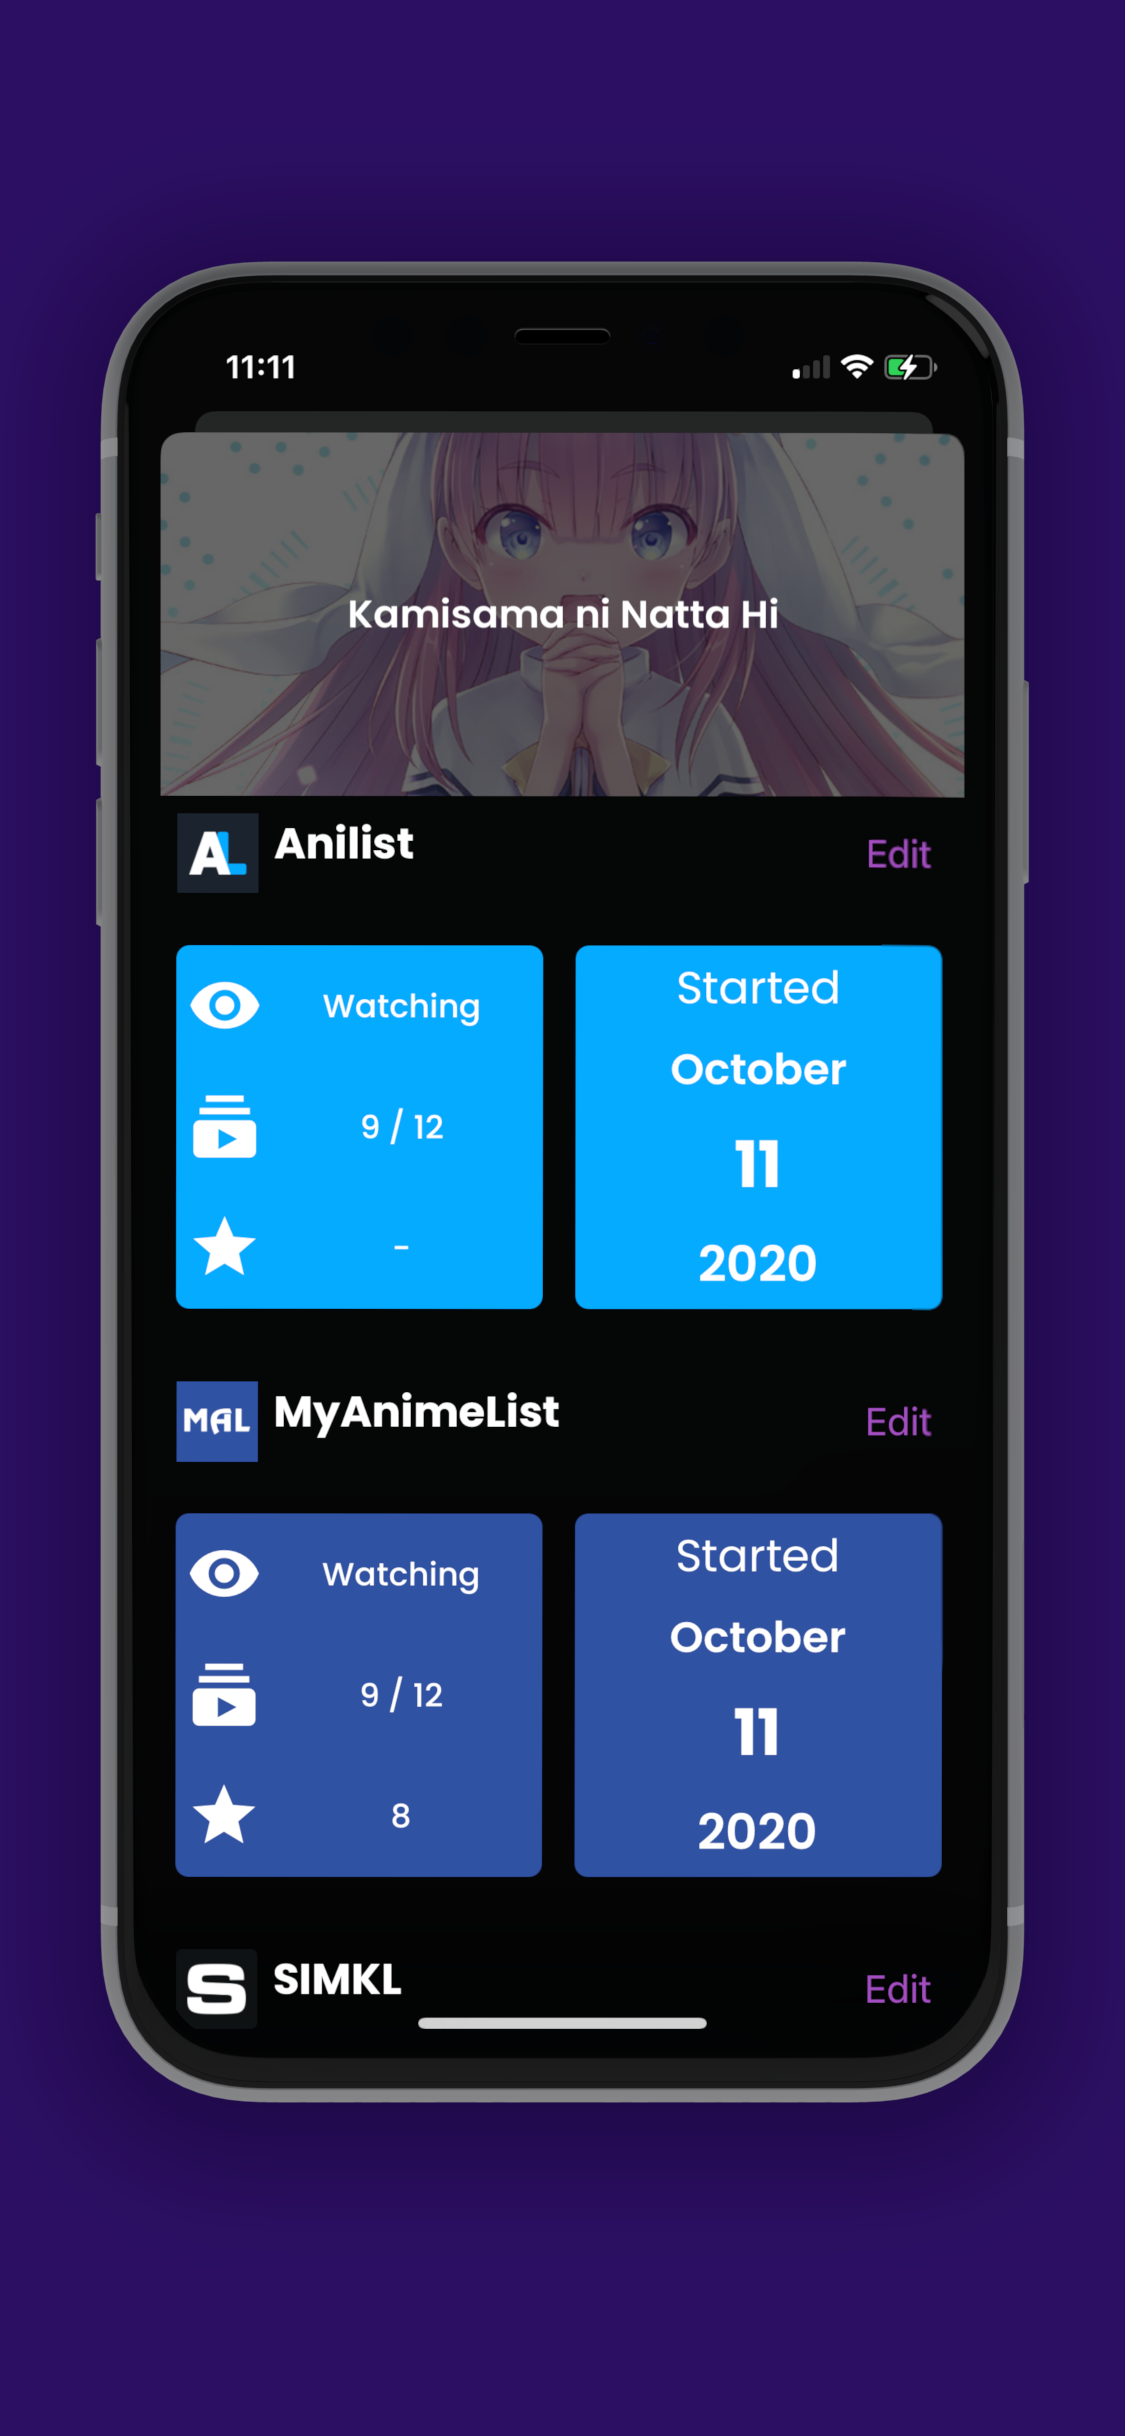 11:11
Kamisama ni Natta Hi
AL Anilist
Edit
Watching
9 / 12
-
Started
October
11
2020
MAL MyAnimeList
Edit
Watching
9 / 12
8
Started
October
11
2020
S SIMKL
Edit